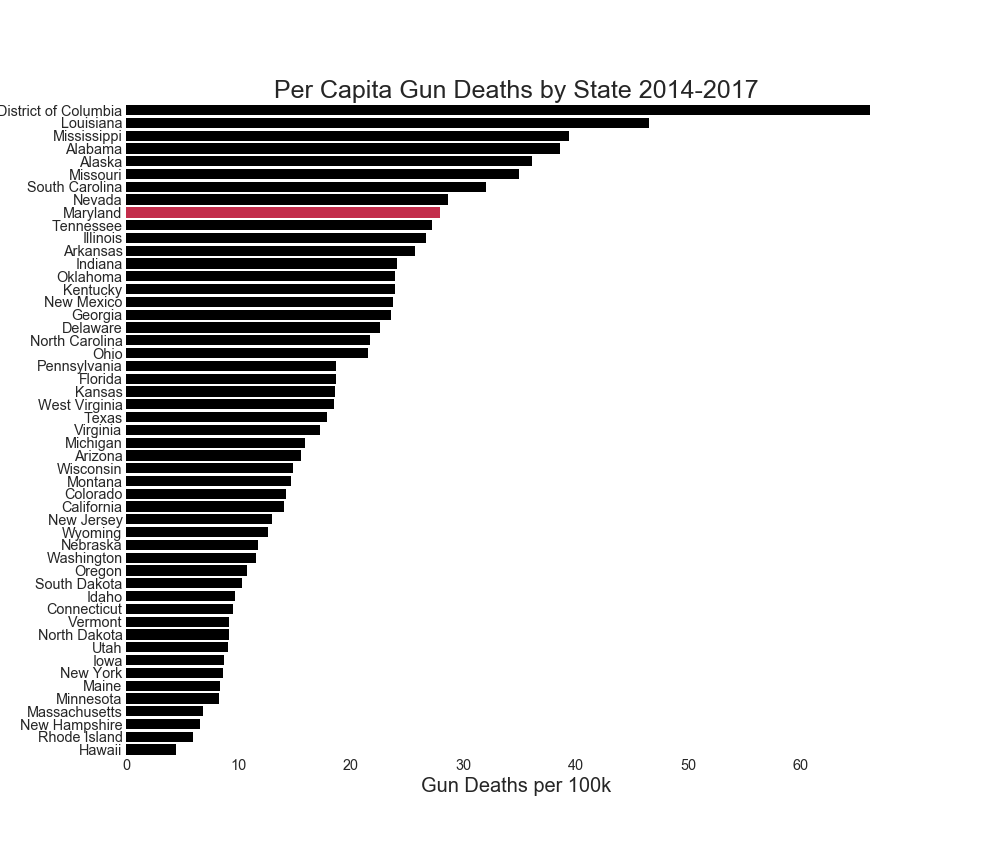 Per Capita Gun Deaths by State 2014-2017
District of Columbia
Louisiana
Mississippi
Alabama
Alaska
Missouri
South Carolina
Nevada
Maryland
Tennessee
Illinois
Arkansas
Indiana
Oklahoma
Kentucky
New Mexico
Georgia
Delaware
North Carolina
Ohio
Pennsylvania
Florida
Kansas
West Virginia
Texas
Virginia
Michigan
Arizona
Wisconsin
Montana
Colorado
California
New Jersey
Wyoming
Nebraska
Washington
Oregon
South Dakota
Idaho
Connecticut
Vermont
North Dakota
Utah
Iowa
New York
Maine
Minnesota
Massachusetts
New Hampshire
Rhode Island
Hawaii
0 10 20 30 40 50 60
Gun Deaths per 100k